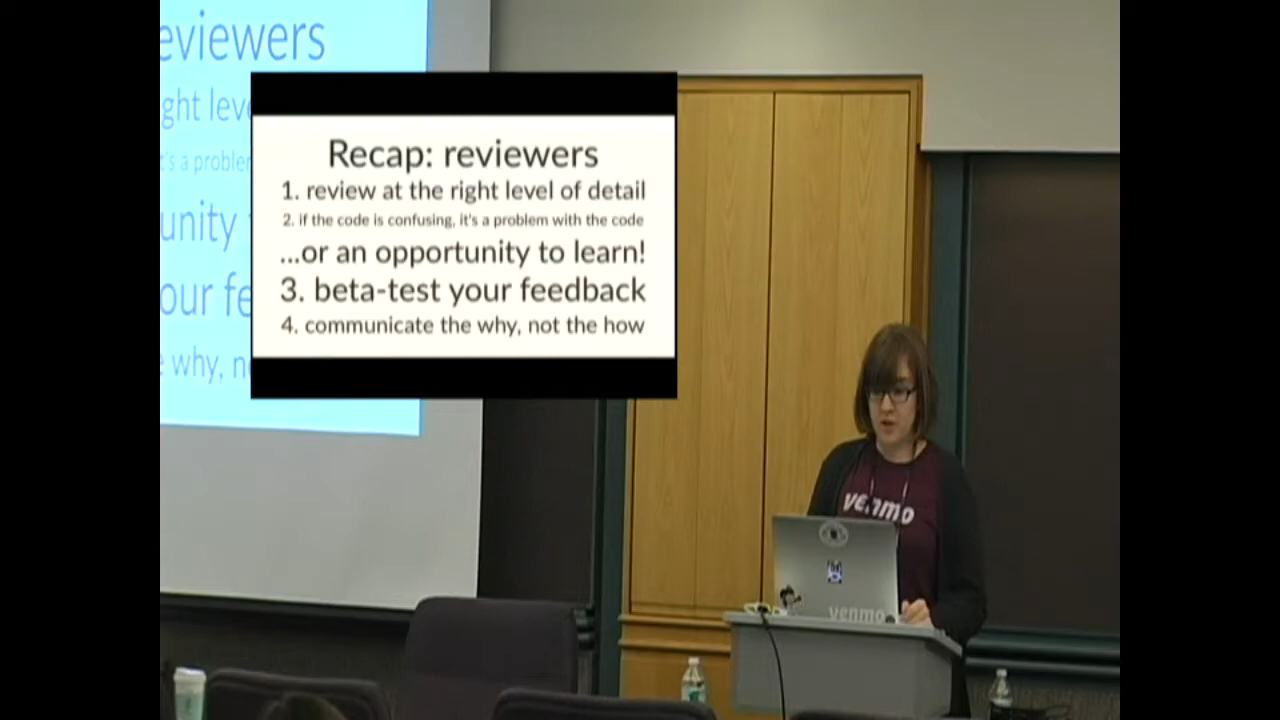 eviewers
ght leve
's a problem
unity
our fe
why, n
Recap: reviewers
1. review at the right level of detail
2. if the code is confusing, it's a problem with the code
...or an opportunity to learn!
3. beta-test your feedback
4. communicate the why, not the how
venmo
venmo